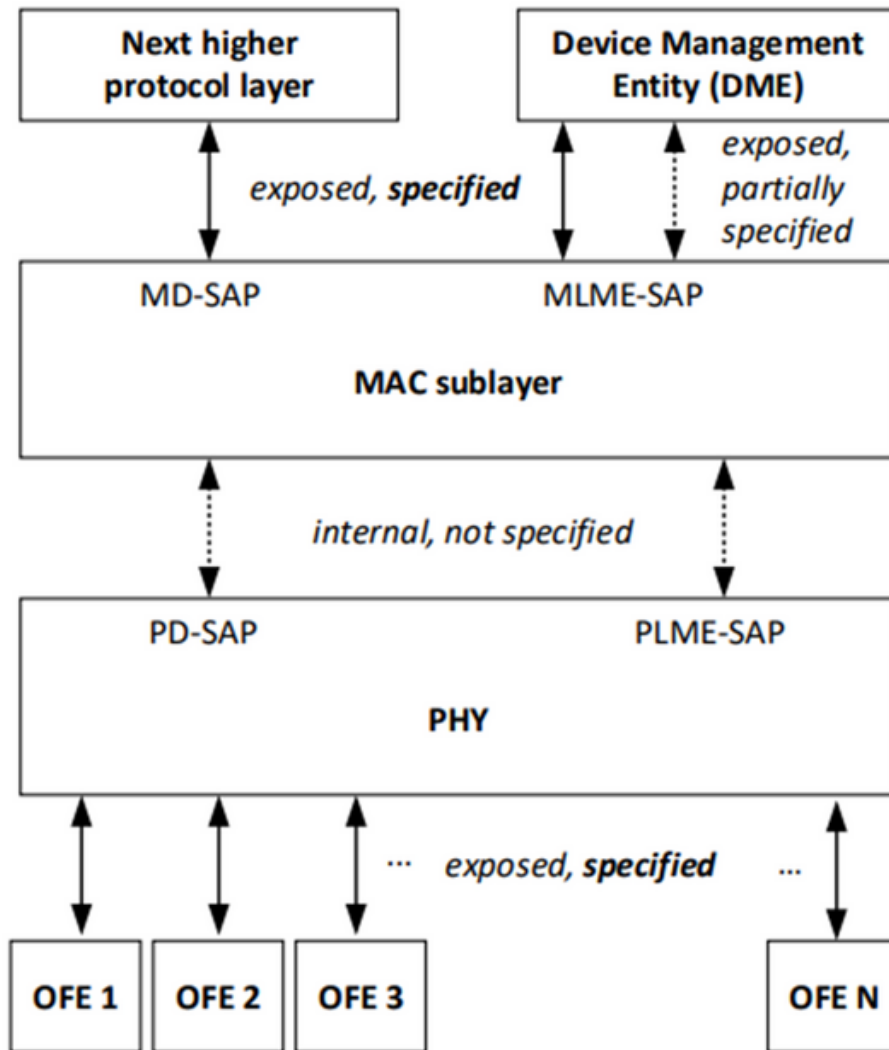 Next higher
protocol layer
Device Management
Entity (DME)
exposed, specified
exposed,
partially
specified
MD-SAP
MLME-SAP
MAC sublayer
internal, not specified
PD-SAP
PLME-SAP
PHY
... exposed, specified ...
OFE 1
OFE 2
OFE 3
OFE N